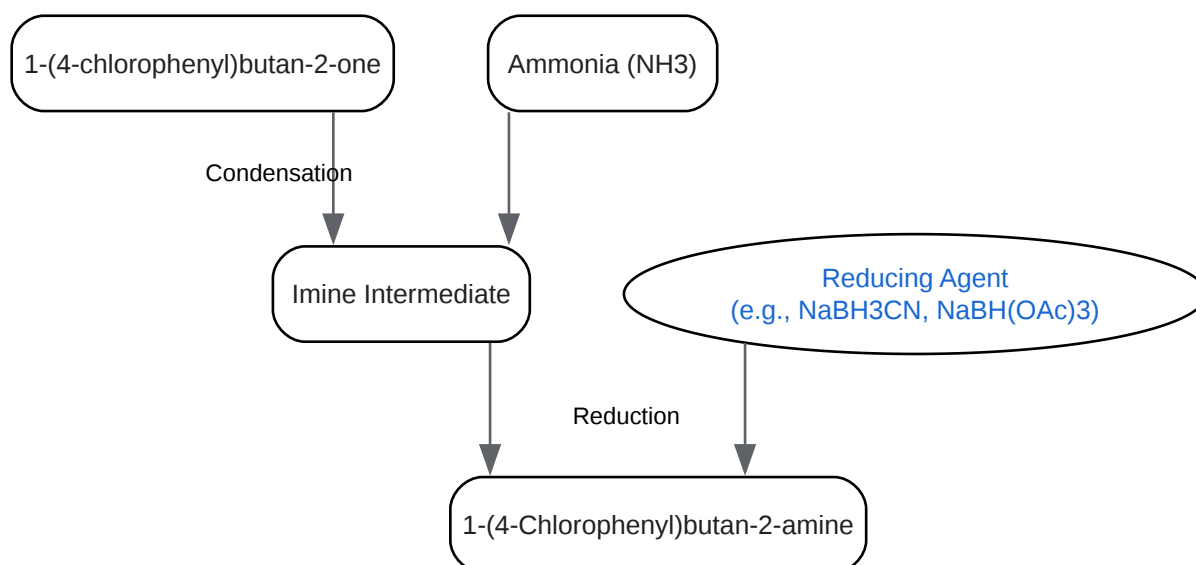 1-(4-chlorophenyl)butan-2-one
Ammonia (NH3)
Condensation
Imine Intermediate
Reducing Agent
(e.g., NaBH3CN, NaBH(OAc)3)
Reduction
1-(4-Chlorophenyl)butan-2-amine